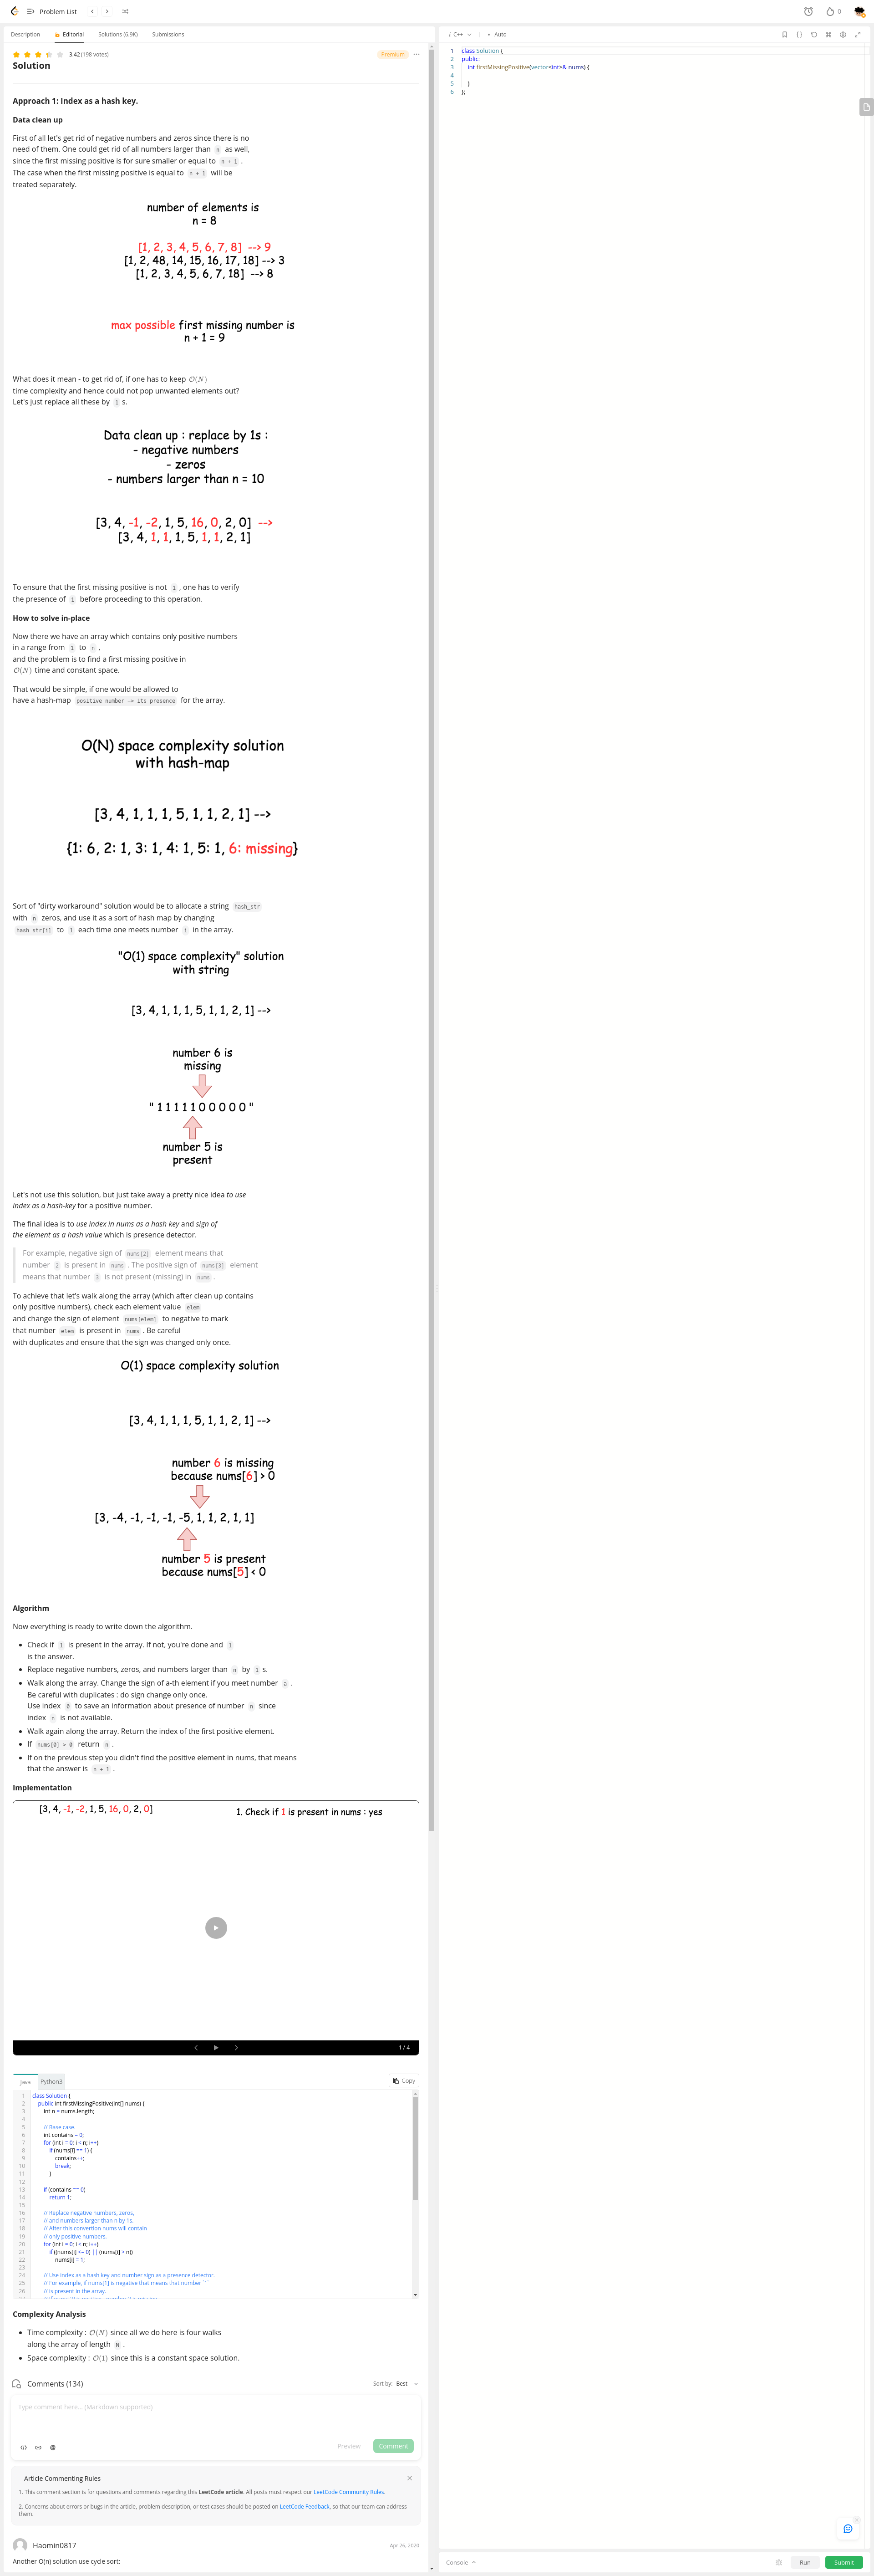 Problem List
0
Description
Editorial
Solutions (6.9K)
Submissions
3.42 (198 votes)
Premium
Solution
Approach 1: Index as a hash key.
Data clean up
First of all let's get rid of negative numbers and zeros since there is no
need of them. One could get rid of all numbers larger than n as well,
since the first missing positive is for sure smaller or equal to n + 1 .
The case when the first missing positive is equal to n + 1 will be
treated separately.
number of elements is
n = 8
[1, 2, 3, 4, 5, 6, 7, 8] --> 9
[1, 2, 48, 14, 15, 16, 17, 18] --> 3
[1, 2, 3, 4, 5, 6, 7, 18] --> 8
max possible first missing number is
n + 1 = 9
What does it mean - to get rid of, if one has to keep O(N)
time complexity and hence could not pop unwanted elements out?
Let's just replace all these by 1 s.
Data clean up : replace by 1s :
- negative numbers
- zeros
- numbers larger than n = 10
[3, 4, -1, -2, 1, 5, 16, 0, 2, 0] -->
[3, 4, 1, 1, 1, 5, 1, 1, 2, 1]
To ensure that the first missing positive is not 1 , one has to verify
the presence of 1 before proceeding to this operation.
How to solve in-place
Now there we have an array which contains only positive numbers
in a range from 1 to n ,
and the problem is to find a first missing positive in
O(N) time and constant space.
That would be simple, if one would be allowed to
have a hash-map positive number -> its presence for the array.
O(N) space complexity solution
with hash-map
[3, 4, 1, 1, 1, 5, 1, 1, 2, 1] -->
{1: 6, 2: 1, 3: 1, 4: 1, 5: 1, 6: missing}
Sort of "dirty workaround" solution would be to allocate a string hash_str
with n zeros, and use it as a sort of hash map by changing
hash_str[i] to 1 each time one meets number i in the array.
"O(1) space complexity" solution
with string
[3, 4, 1, 1, 1, 5, 1, 1, 2, 1] -->
number 6 is
missing
" 1 1 1 1 1 0 0 0 0 0 "
number 5 is
present
Let's not use this solution, but just take away a pretty nice idea to use
index as a hash-key for a positive number.
The final idea is to use index in nums as a hash key and sign of
the element as a hash value which is presence detector.
For example, negative sign of nums[2] element means that
number 2 is present in nums . The positive sign of nums[3] element
means that number 3 is not present (missing) in nums .
To achieve that let's walk along the array (which after clean up contains
only positive numbers), check each element value elem
and change the sign of element nums[elem] to negative to mark
that number elem is present in nums . Be careful
with duplicates and ensure that the sign was changed only once.
O(1) space complexity solution
[3, 4, 1, 1, 1, 5, 1, 1, 2, 1] -->
number 6 is missing
because nums[6] > 0
[3, -4, -1, -1, -1, -5, 1, 1, 2, 1, 1]
number 5 is present
because nums[5] < 0
Algorithm
Now everything is ready to write down the algorithm.
• Check if 1 is present in the array. If not, you're done and 1
is the answer.
• Replace negative numbers, zeros, and numbers larger than n by 1 s.
• Walk along the array. Change the sign of a-th element if you meet number a .
Be careful with duplicates : do sign change only once.
Use index 0 to save an information about presence of number n since
index n is not available.
• Walk again along the array. Return the index of the first positive element.
• If nums[0] > 0 return n .
• If on the previous step you didn't find the positive element in nums, that means
that the answer is n + 1 .
Implementation
[3, 4, -1, -2, 1, 5, 16, 0, 2, 0]
1. Check if 1 is present in nums : yes
1 / 4
Java
Python3
Copy
1 class Solution {
2 public int firstMissingPositive(int[] nums) {
3 int n = nums.length;
4
5 // Base case.
6 int contains = 0;
7 for (int i = 0; i < n; i++)
8 if (nums[i] == 1) {
9 contains++;
10 break;
11 }
12
13 if (contains == 0)
14 return 1;
15
16 // Replace negative numbers, zeros,
17 // and numbers larger than n by 1s.
18 // After this convertion nums will contain
19 // only positive numbers.
20 for (int i = 0; i < n; i++)
21 if ((nums[i] <= 0) || (nums[i] > n))
22 nums[i] = 1;
23
24 // Use index as a hash key and number sign as a presence detector.
25 // For example, if nums[1] is negative that means that number `1`
26 // is present in the array.
Complexity Analysis
• Time complexity : O(N) since all we do here is four walks
along the array of length N .
• Space complexity : O(1) since this is a constant space solution.
Comments (134)
Sort by: Best
Type comment here... (Markdown supported)
Preview
Comment
Article Commenting Rules
1. This comment section is for questions and comments regarding this LeetCode article. All posts must respect our LeetCode Community Rules.
2. Concerns about errors or bugs in the article, problem description, or test cases should be posted on LeetCode Feedback, so that our team can address
them.
Haomin0817
Apr 26, 2020
Another O(n) solution use cycle sort:
i C++
• Auto
1 class Solution {
2 public:
3 int firstMissingPositive(vector<int>& nums) {
4
5 }
6 };
Console
Run
Submit